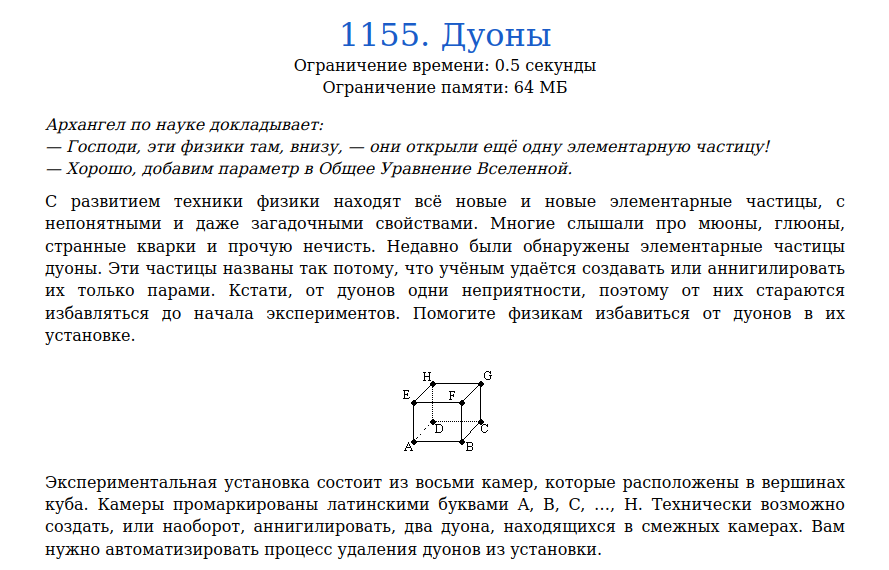 1155. Дуоны
Ограничение времени: 0.5 секунды
Ограничение памяти: 64 МБ
Архангел по науке докладывает:
— Господи, эти физики там, внизу, — они открыли ещё одну элементарную частицу!
— Хорошо, добавим параметр в Общее Уравнение Вселенной.
С развитием техники физики находят всё новые и новые элементарные частицы, с
непонятными и даже загадочными свойствами. Многие слышали про мюоны, глюоны,
странные кварки и прочую нечисть. Недавно были обнаружены элементарные частицы
дуоны. Эти частицы названы так потому, что учёным удаётся создавать или аннигилировать
их только парами. Кстати, от дуонов одни неприятности, поэтому от них стараются
избавляться до начала экспериментов. Помогите физикам избавиться от дуонов в их
установке.
H G
E F
D C
A B
Экспериментальная установка состоит из восьми камер, которые расположены в вершинах
куба. Камеры промаркированы латинскими буквами A, B, C, …, H. Технически возможно
создать, или наоборот, аннигилировать, два дуона, находящихся в смежных камерах. Вам
нужно автоматизировать процесс удаления дуонов из установки.